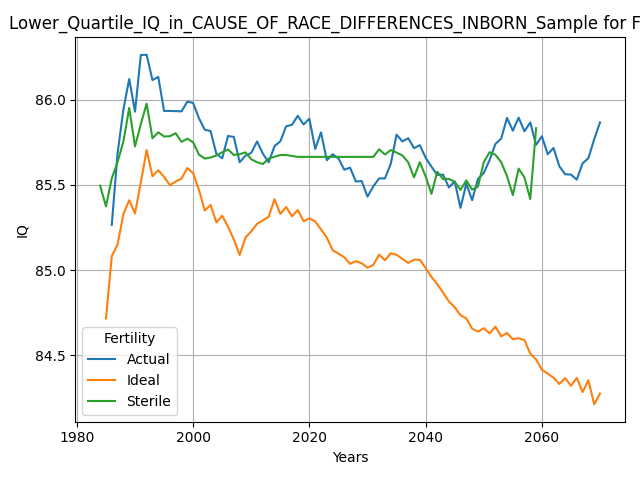 Lower_Quartile_IQ_in_CAUSE_OF_RACE_DIFFERENCES_INBORN_Sample for F
86.0
85.5
85.0
84.5
IQ
Fertility
Actual
Ideal
Sterile
1980 2000 2020 2040 2060
Years